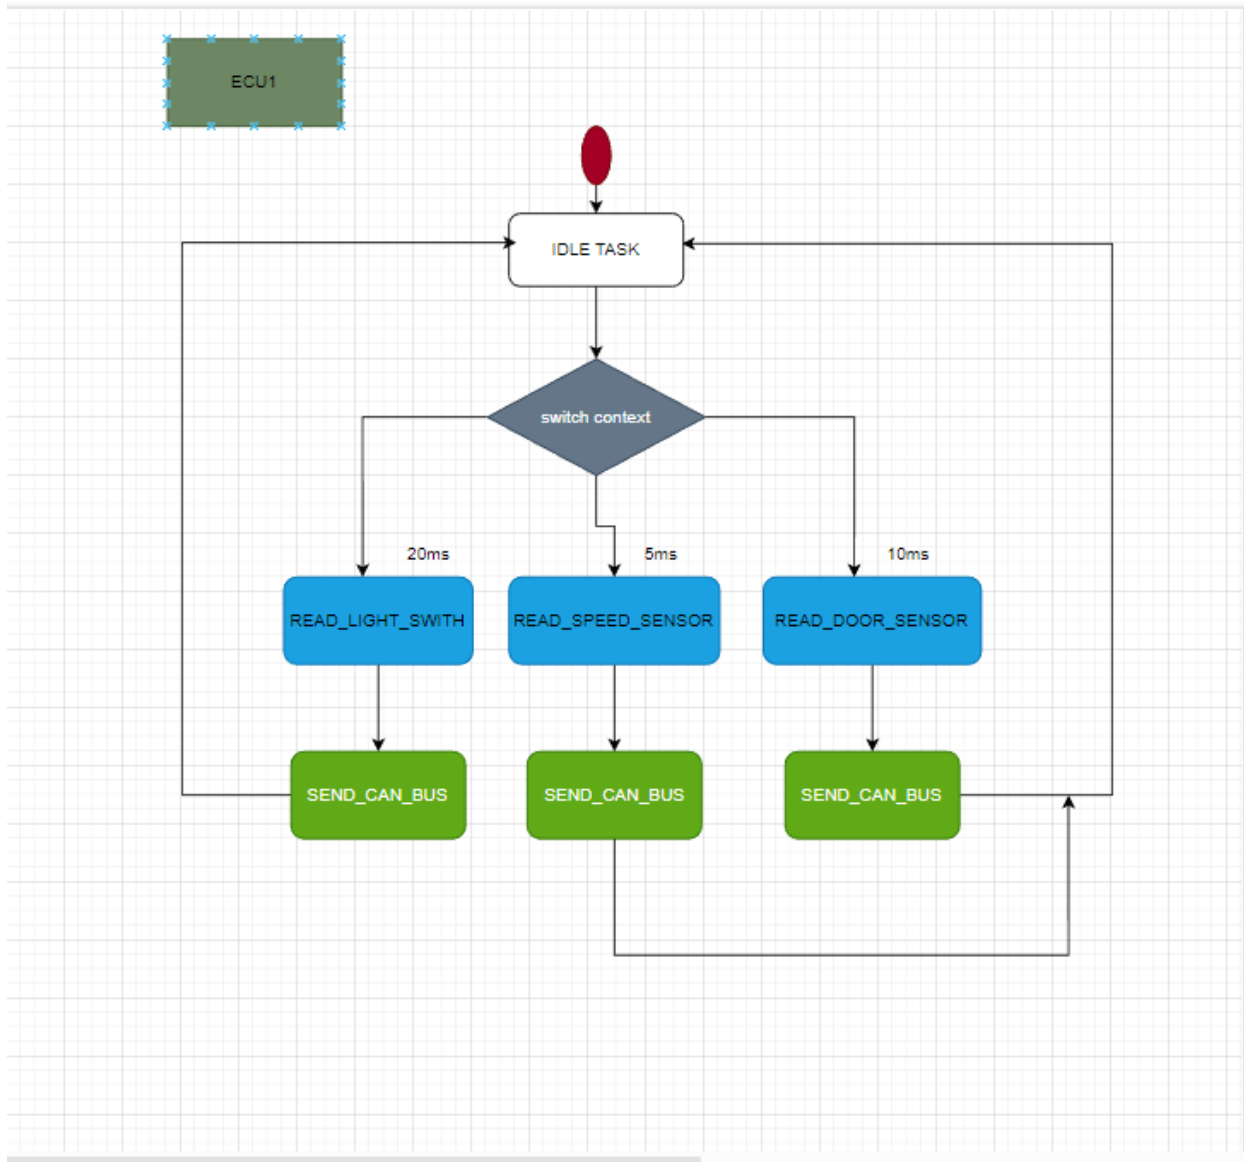 ECU1
IDLE TASK
switch context
20ms
5ms
10ms
READ_LIGHT_SWITH
READ_SPEED_SENSOR
READ_DOOR_SENSOR
SEND_CAN_BUS
SEND_CAN_BUS
SEND_CAN_BUS